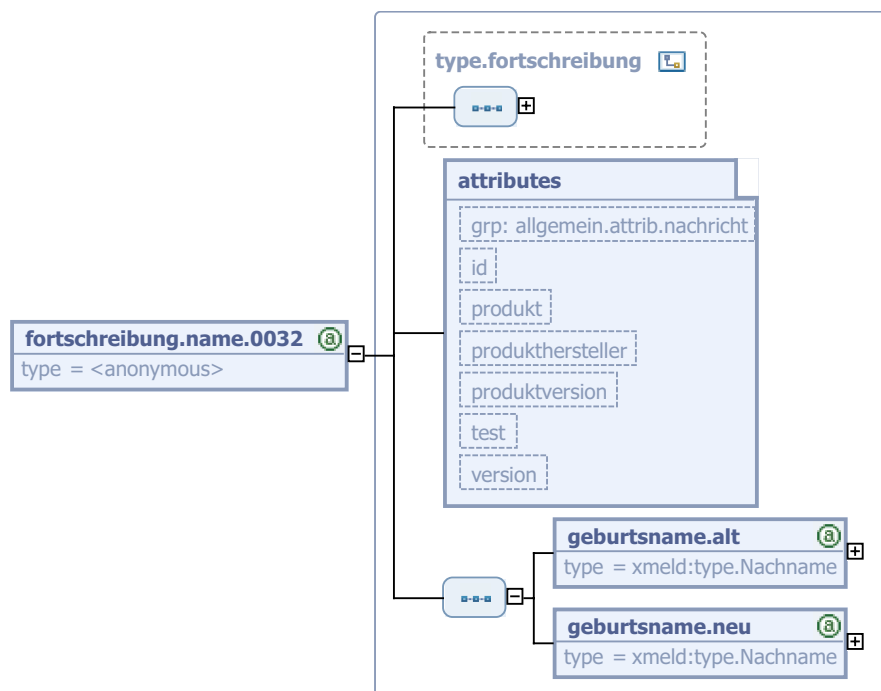 type.fortschreibung
attributes
grp: allgemein.attrib.nachricht
id
produkt
produkthersteller
produktversion
test
version
fortschreibung.name.0032 @
type = <anonymous>
geburtsname.alt @
type = xmeld:type.Nachname
geburtsname.neu @
type = xmeld:type.Nachname